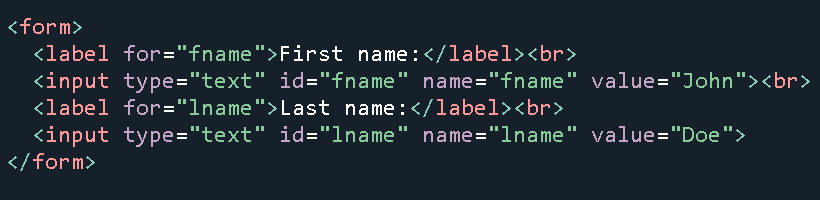 <form>
  <label for="fname">First name:</label><br>
  <input type="text" id="fname" name="fname" value="John"><br>
  <label for="lname">Last name:</label><br>
  <input type="text" id="lname" name="lname" value="Doe">
</form>